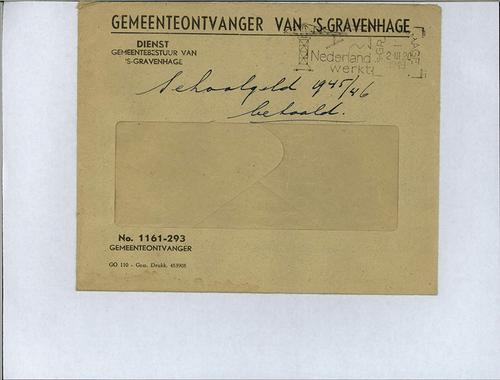 GEMEENTEONTVANGER VAN 'S-GRAVENHAGE
DIENST
GEMEENTEBESTUUR VAN
'S-GRAVENHAGE
Nederland
werkt
Schoolgeld 1945/46
betaald.
No. 1161-293
GEMEENTEONTVANGER
GO 110 - Gem. Drukk. 453908